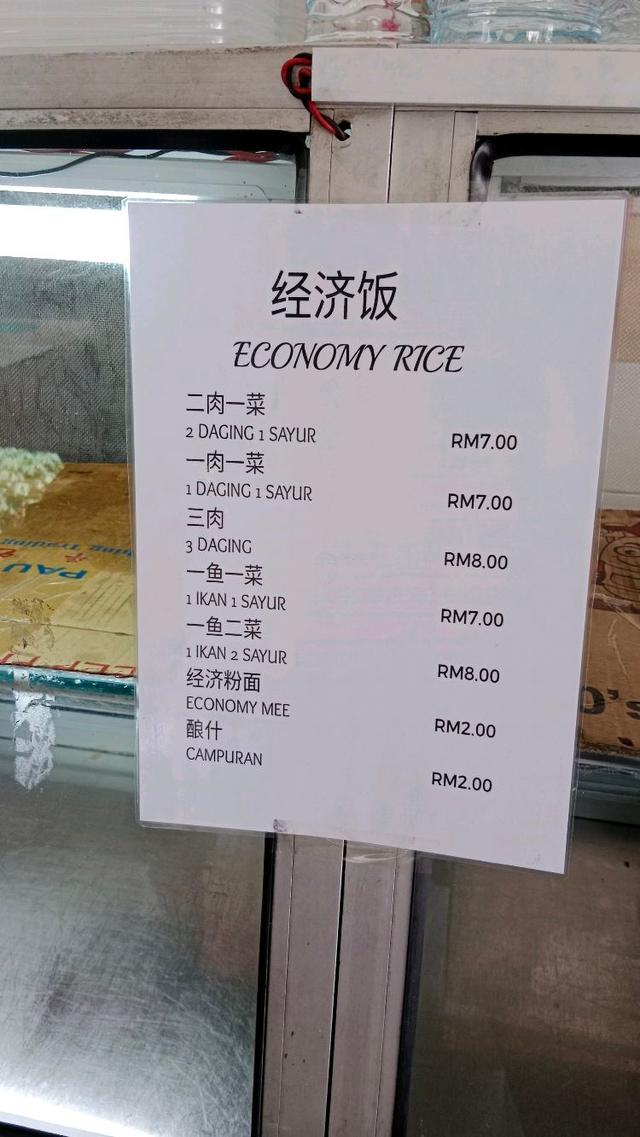 经济饭
ECONOMY RICE
二肉一菜
2 DAGING 1 SAYUR RM7.00
一肉一菜
1 DAGING 1 SAYUR RM7.00
三肉
3 DAGING RM8.00
一鱼一菜
1 IKAN 1 SAYUR RM7.00
一鱼二菜
1 IKAN 2 SAYUR RM8.00
经济粉面
ECONOMY MEE RM2.00
酿什
CAMPURAN RM2.00
PAU